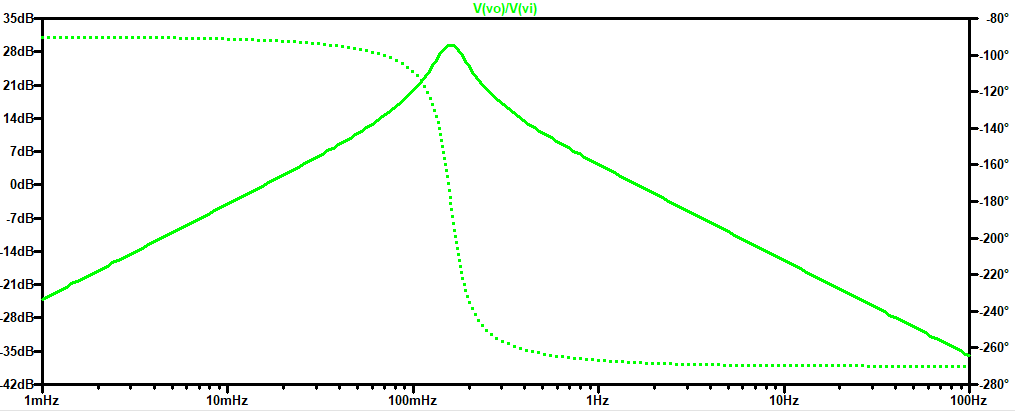 V(vo)/V(vi)
35dB -80°
28dB -100°
21dB -120°
14dB -140°
7dB -160°
0dB -180°
-7dB -200°
-14dB -220°
-21dB -240°
-28dB -260°
-35dB -280°
-42dB
1mHz 10mHz 100mHz 1Hz 10Hz 100Hz